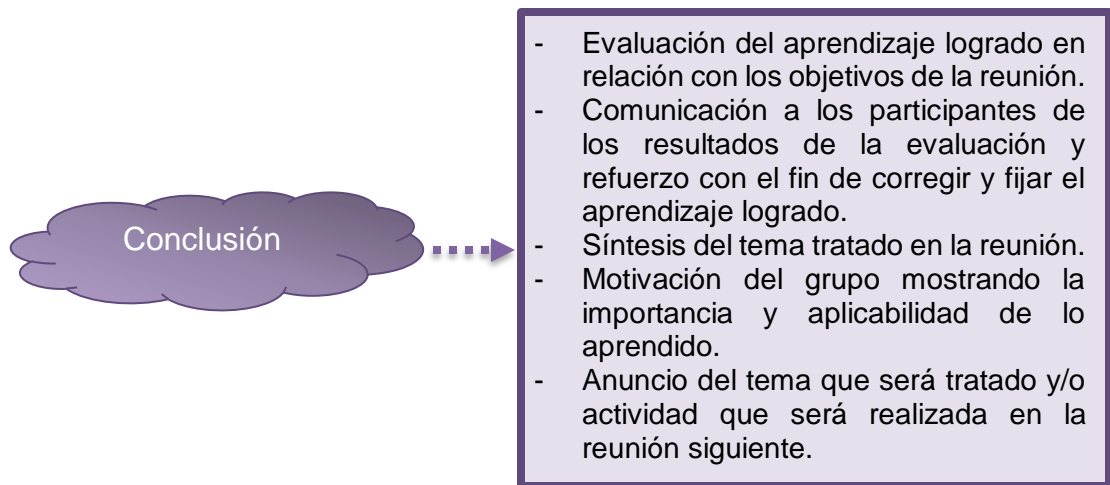 Conclusión
- Evaluación del aprendizaje logrado en
relación con los objetivos de la reunión.
- Comunicación a los participantes de
los resultados de la evaluación y
refuerzo con el fin de corregir y fijar el
aprendizaje logrado.
- Síntesis del tema tratado en la reunión.
- Motivación del grupo mostrando la
importancia y aplicabilidad de lo
aprendido.
- Anuncio del tema que será tratado y/o
actividad que será realizada en la
reunión siguiente.